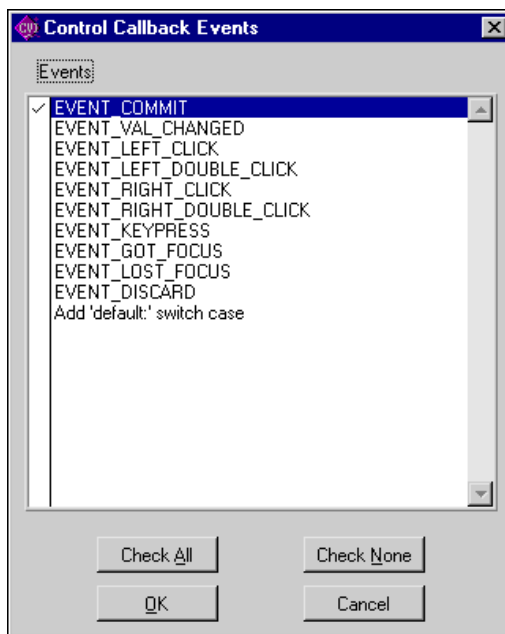 CVI Control Callback Events
Events
EVENT_COMMIT
EVENT_VAL_CHANGED
EVENT_LEFT_CLICK
EVENT_LEFT_DOUBLE_CLICK
EVENT_RIGHT_CLICK
EVENT_RIGHT_DOUBLE_CLICK
EVENT_KEYPRESS
EVENT_GOT_FOCUS
EVENT_LOST_FOCUS
EVENT_DISCARD
Add 'default:' switch case
Check All Check None
OK Cancel